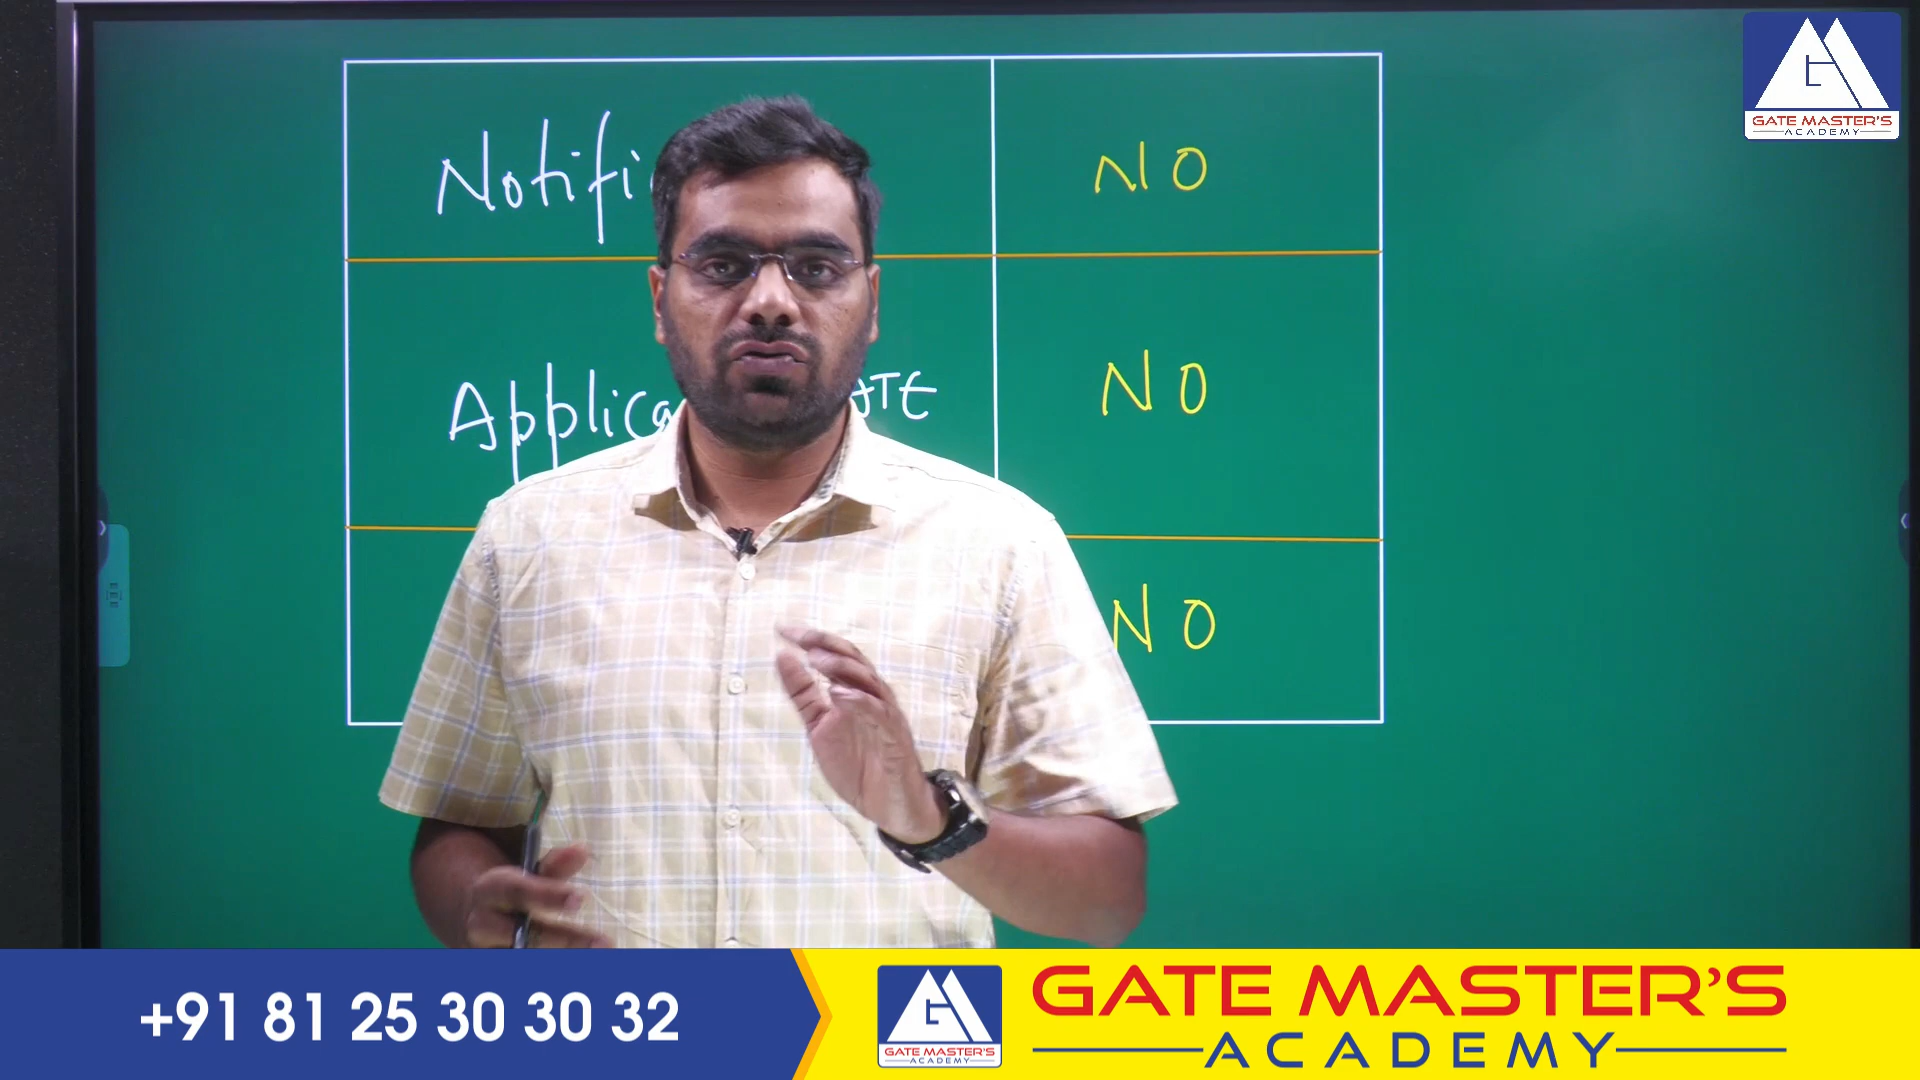 GATE MASTER'S
ACADEMY
Notifi
NO
Applica
ATE
NO
NO
+91 81 25 30 30 32
GATE MASTER'S
ACADEMY
GATE MASTER'S
ACADEMY